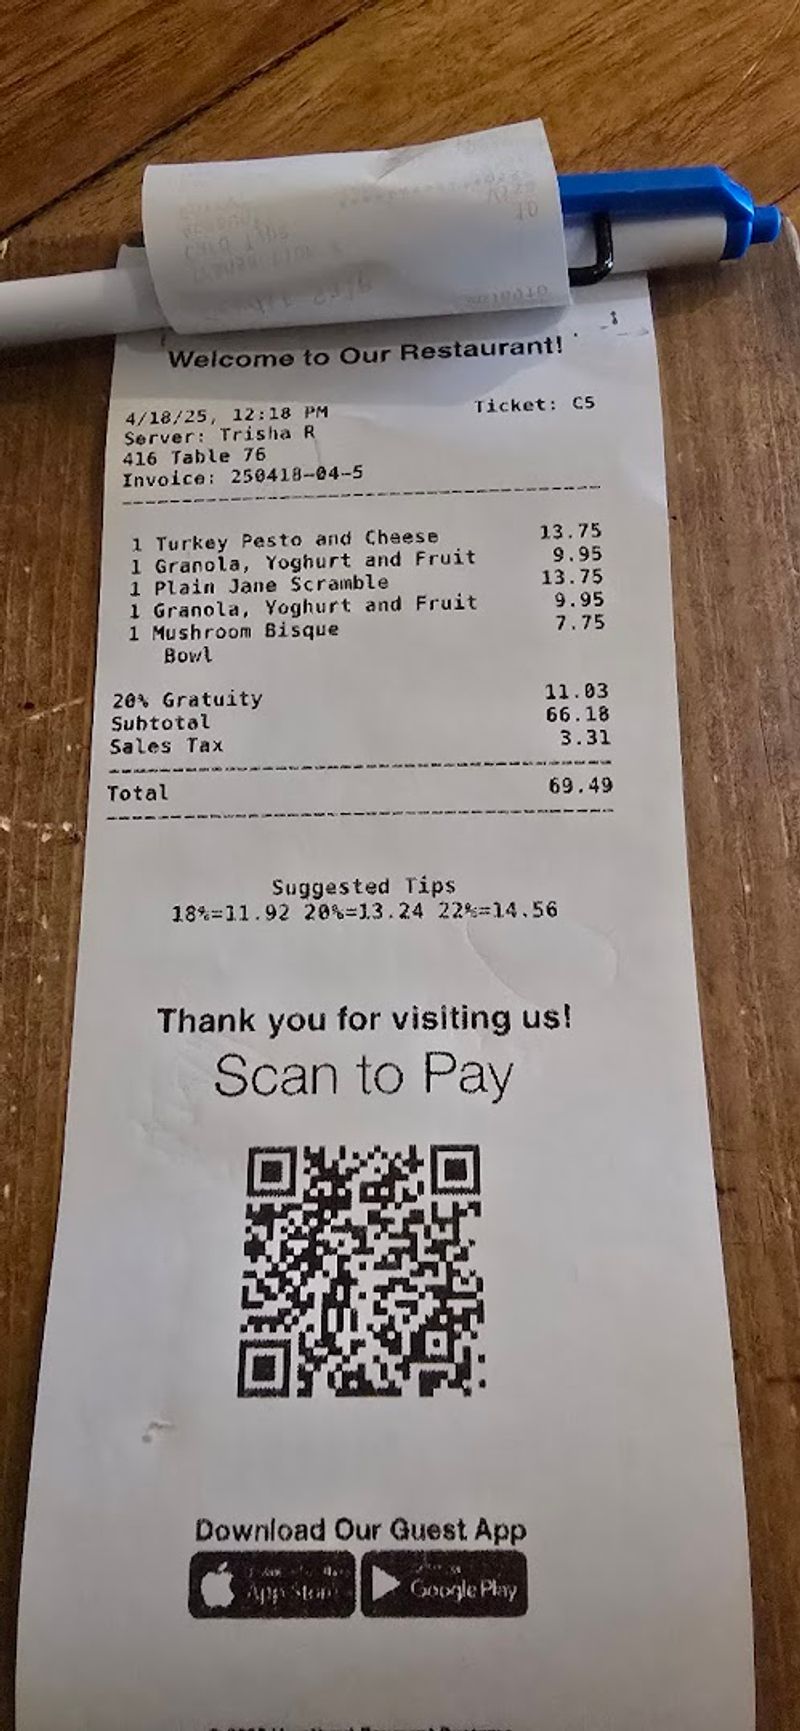 Welcome to Our Restaurant!
4/18/25, 12:18 PM Ticket: C5
Server: Trisha R
416 Table 76
Invoice: 250418-04-5
1 Turkey Pesto and Cheese 13.75
1 Granola, Yoghurt and Fruit 9.95
1 Plain Jane Scramble 13.75
1 Granola, Yoghurt and Fruit 9.95
1 Mushroom Bisque 7.75
Bowl
20% Gratuity 11.03
Subtotal 66.18
Sales Tax 3.31
Total 69.49
Suggested Tips
18%=11.92 20%=13.24 22%=14.56
Thank you for visiting us!
Scan to Pay
Download Our Guest App
App Store
Google Play